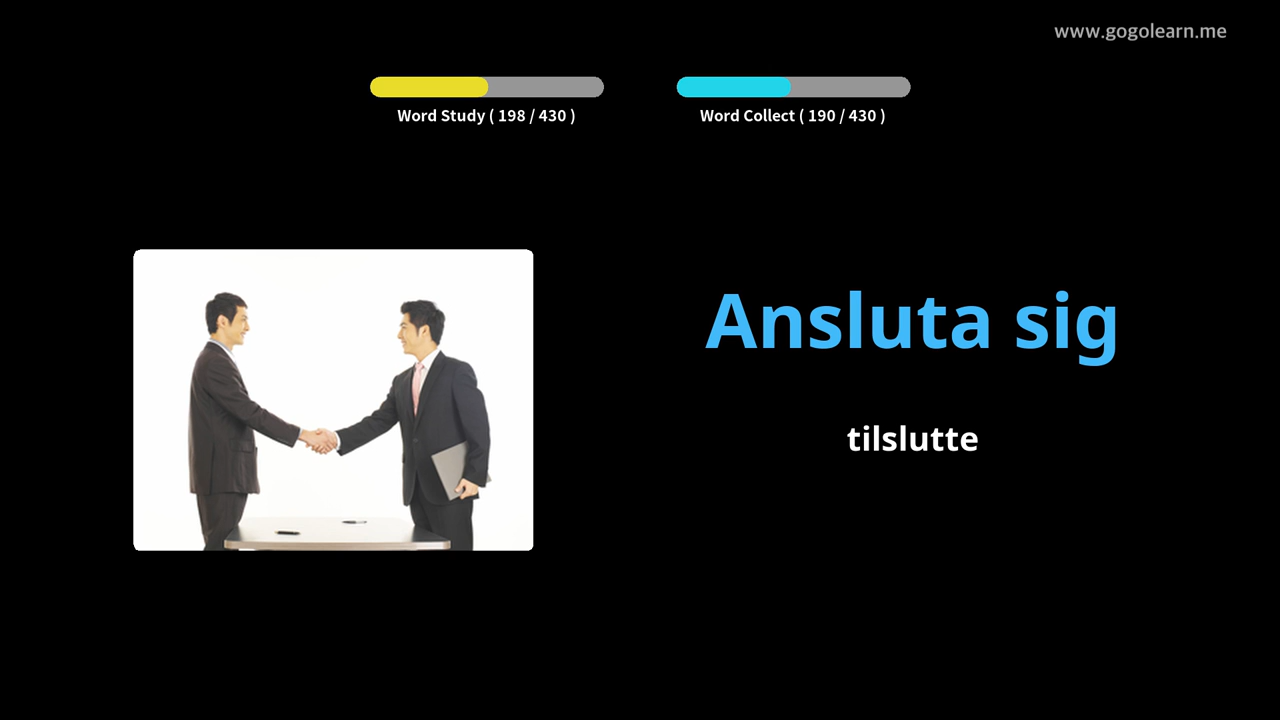 www.gogolearn.me
Word Study ( 198 / 430 )
Word Collect ( 190 / 430 )
Ansluta sig
tilslutte